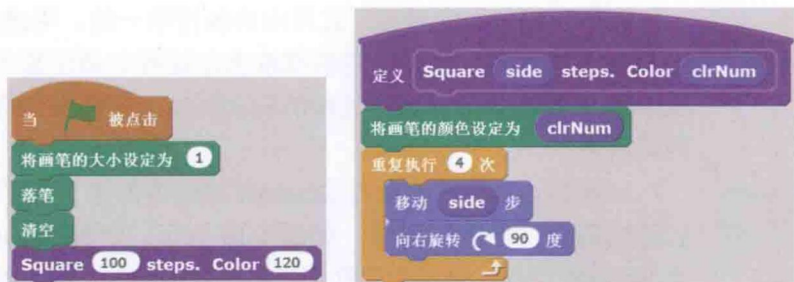 当 被点击
将画笔的大小设定为 1
落笔
清空
Square 100 steps. Color 120
定义 Square side steps. Color clrNum
将画笔的颜色设定为 clrNum
重复执行 4 次
移动 side 步
向右旋转 90 度